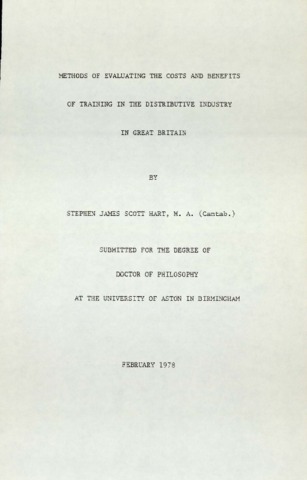 METHODS OF EVALUATING THE COSTS AND BENEFITS
OF TRAINING IN THE DISTRIBUTIVE INDUSTRY
IN GREAT BRITAIN
BY
STEPHEN JAMES SCOTT HART, M. A. (Cantab.)
SUBMITTED FOR THE DEGREE OF
DOCTOR OF PHILOSOPHY
AT THE UNIVERSITY OF ASTON IN BIRMINGHAM
FEBRUARY 1978